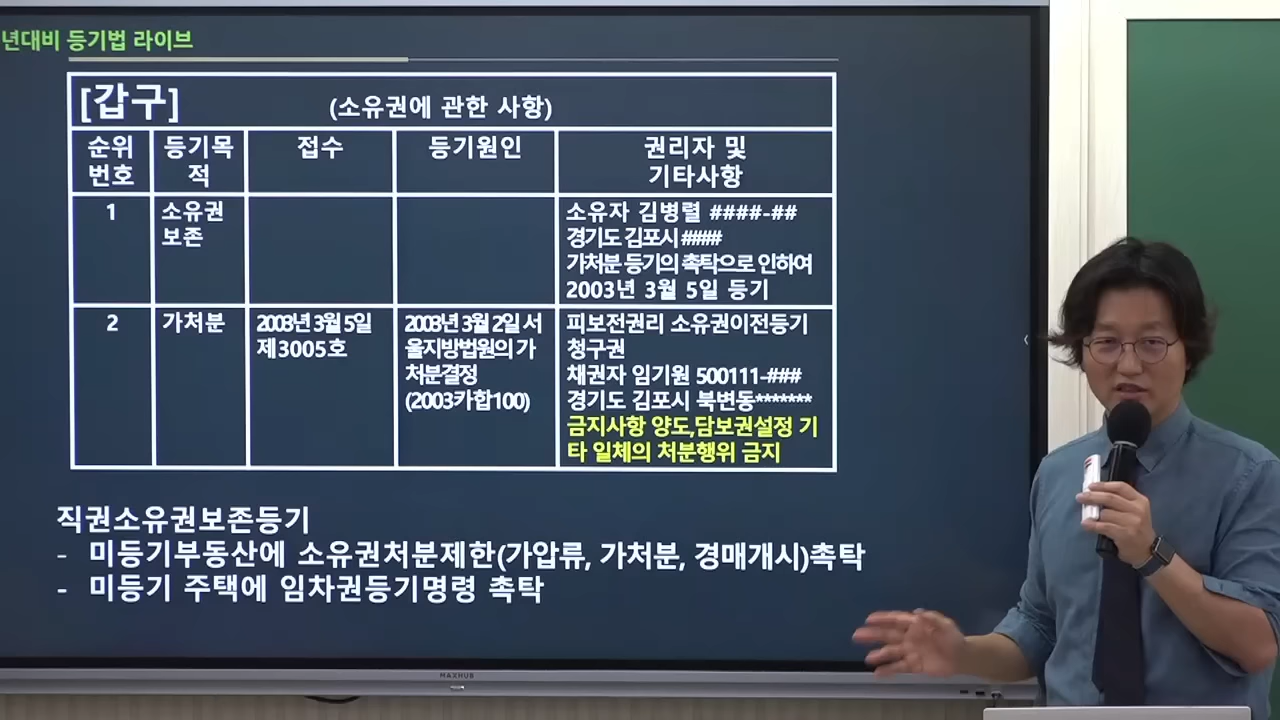 년대비 등기법 라이브
[갑구] (소유권에 관한 사항)
순위
번호
등기목
적
접수
등기원인
권리자 및
기타사항
1
소유권
보존
소유자 김병렬 ####-##
경기도 김포시####
가처분 등기의 촉탁으로 인하여
2003년 3월 5일 등기
2
가처분
2003년 3월 5일
제3005호
2003년 3월 2일 서
울지방법원의 가
처분결정
(2003카합100)
피보전권리 소유권이전등기
청구권
채권자 임기원 500111-###
경기도 김포시 북변동*******
금지사항 양도,담보권설정 기
타 일체의 처분행위 금지
직권소유권보존등기
- 미등기부동산에 소유권처분제한(가압류, 가처분, 경매개시)촉탁
- 미등기 주택에 임차권등기명령 촉탁
MAXHUB